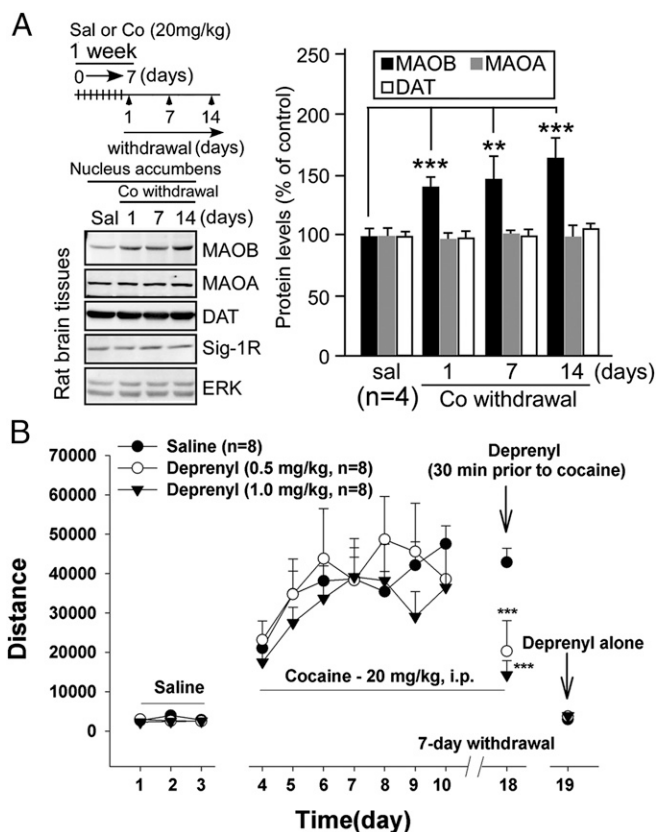 A
Sal or Co (20mg/kg)
1 week
0 7 (days)
1 7 14
withdrawal (days)
Nucleus accumbens
Co withdrawal
Sal 1 7 14 (days)
MAOB
MAOA
DAT
Sig-1R
ERK
Rat brain tissues
MAOB MAOA
DAT
Protein levels (% of control)
250
200
150
100
50
0
*** ** ***
sal 1 7 14 (days)
(n=4) Co withdrawal
B
Saline (n=8)
Deprenyl (0.5 mg/kg, n=8)
Deprenyl (1.0 mg/kg, n=8)
Deprenyl
(30 min prior to cocaine)
Distance
70000
60000
50000
40000
30000
20000
10000
0
***
***
Deprenyl alone
Saline
Cocaine - 20 mg/kg, i.p.
7-day withdrawal
1 2 3 4 5 6 7 8 9 10 18 19
Time(day)